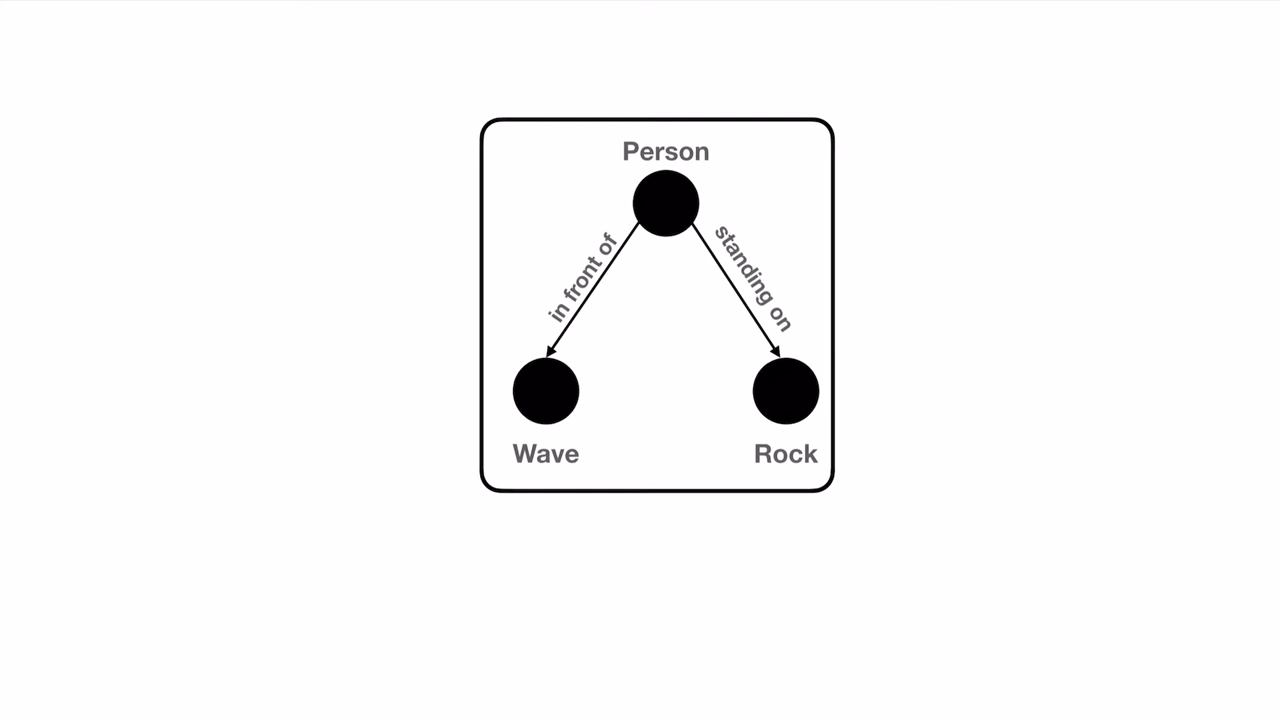 Person
in front of
standing on
Wave
Rock